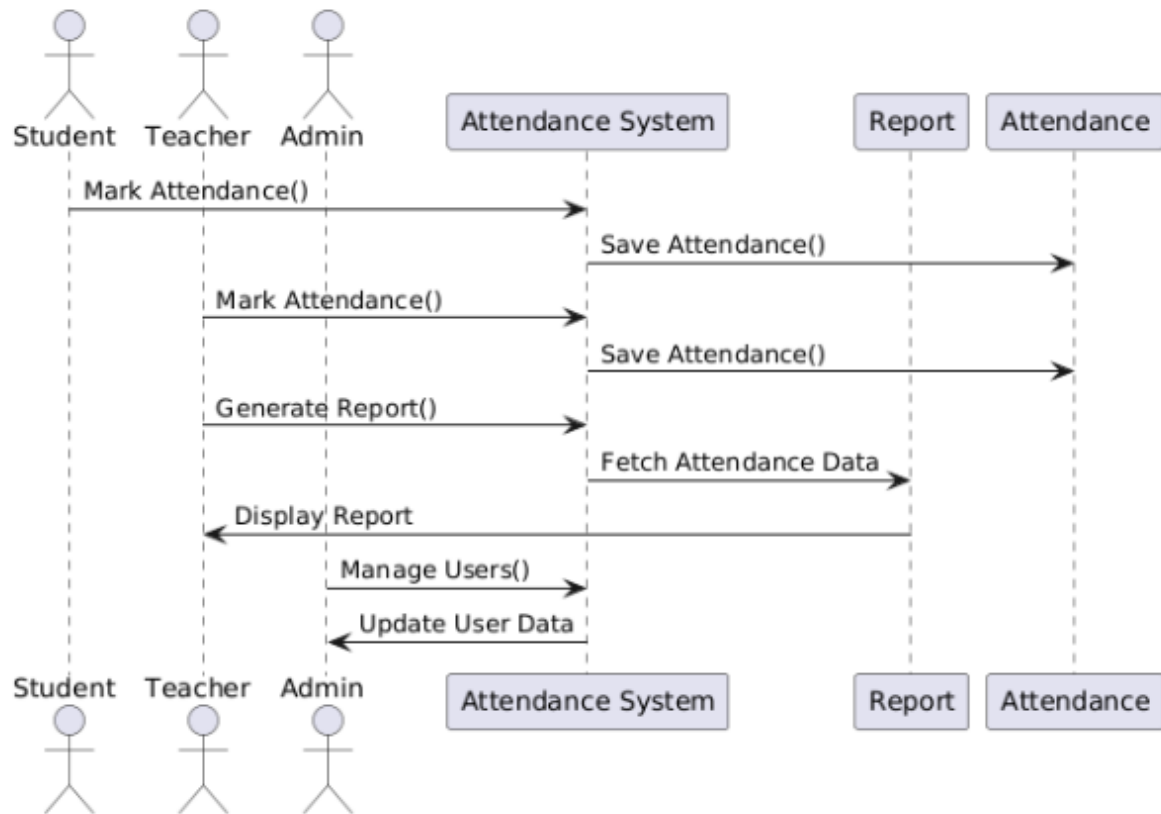 Student Teacher Admin Attendance System Report Attendance
Mark Attendance()
Save Attendance()
Mark Attendance()
Save Attendance()
Generate Report()
Fetch Attendance Data
Display Report
Manage Users()
Update User Data
Student Teacher Admin Attendance System Report Attendance